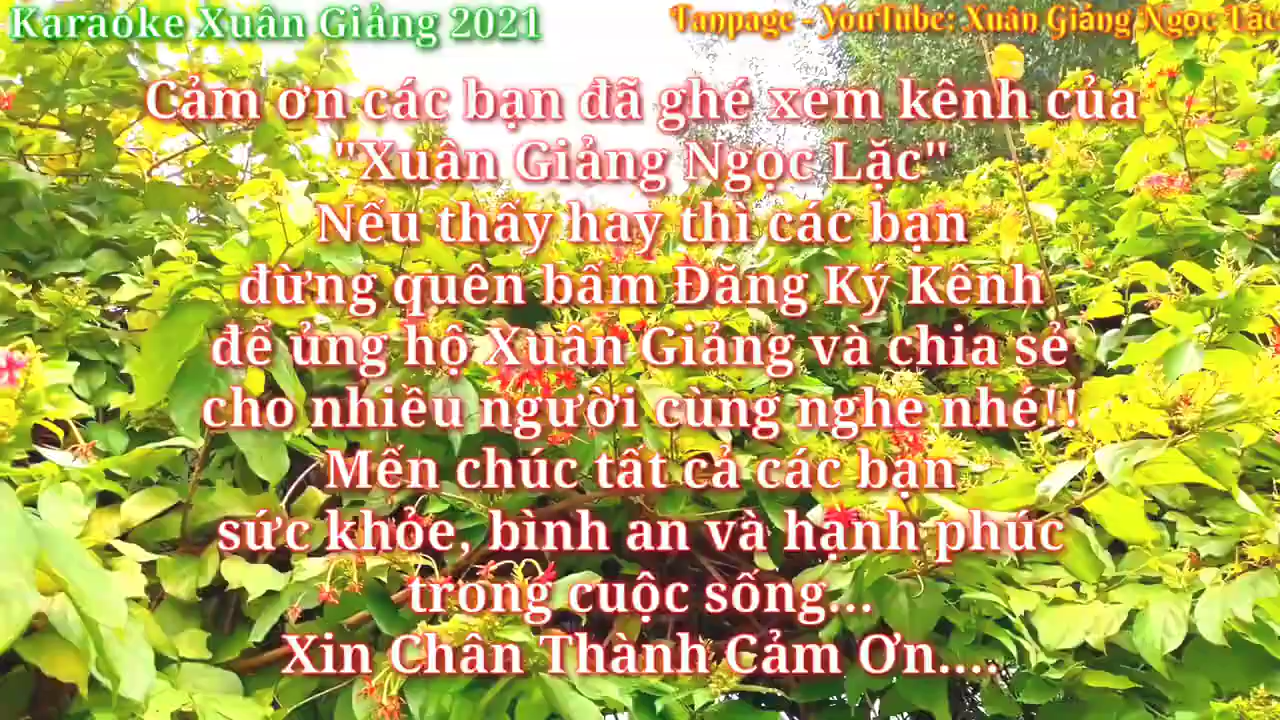 Karaoke Xuân Giảng 2021
Fanpage - YouTube: Xuân Giảng Ngọc Lặc
Cảm ơn các bạn đã ghé xem kênh của
"Xuân Giảng Ngọc Lặc"
Nếu thấy hay thì các bạn
đừng quên bấm Đăng Ký Kênh
để ủng hộ Xuân Giảng và chia sẻ
cho nhiều người cùng nghe nhé!!
Mến chúc tất cả các bạn
sức khỏe, bình an và hạnh phúc
trong cuộc sống...
Xin Chân Thành Cảm Ơn.....